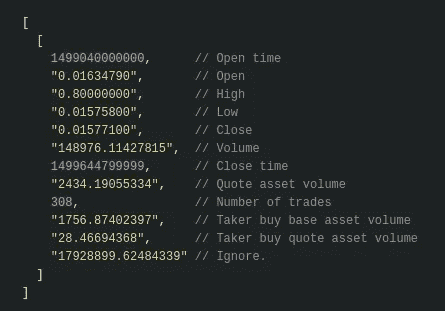 [
[
1499040000000, // Open time
"0.01634790", // Open
"0.80000000", // High
"0.01575800", // Low
"0.01577100", // Close
"148976.11427815", // Volume
1499644799999, // Close time
"2434.19055334", // Quote asset volume
308, // Number of trades
"1756.87402397", // Taker buy base asset volume
"28.46694368", // Taker buy quote asset volume
"17928899.62484339" // Ignore.
]
]